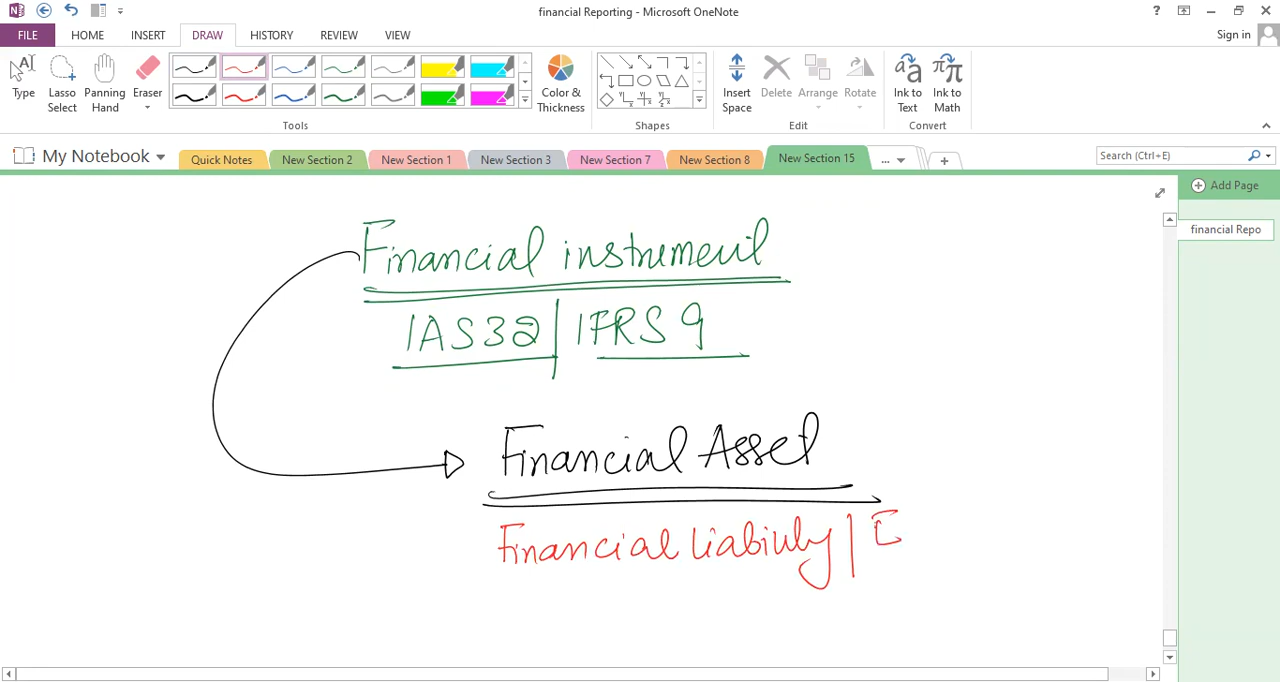 financial Reporting - Microsoft OneNote
?
Sign in
FILE HOME INSERT DRAW HISTORY REVIEW VIEW
Type
Lasso Select
Panning Hand
Eraser
Color & Thickness
Insert Space
Delete
Arrange
Rotate
Ink to Text
Ink to Math
Tools
Shapes
Edit
Convert
My Notebook
Quick Notes
New Section 2
New Section 1
New Section 3
New Section 7
New Section 8
New Section 15
...
Search (Ctrl+E)
Add Page
financial Repo
Financial instrument
IAS32 | IFRS 9
Financial Asset
Financial liability | E